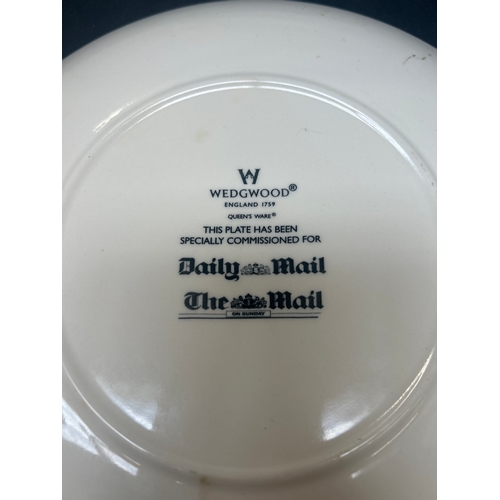 W
WEDGWOOD®
ENGLAND 1759
QUEEN'S WARE®
THIS PLATE HAS BEEN
SPECIALLY COMMISSIONED FOR
Daily Mail
The Mail
ON SUNDAY